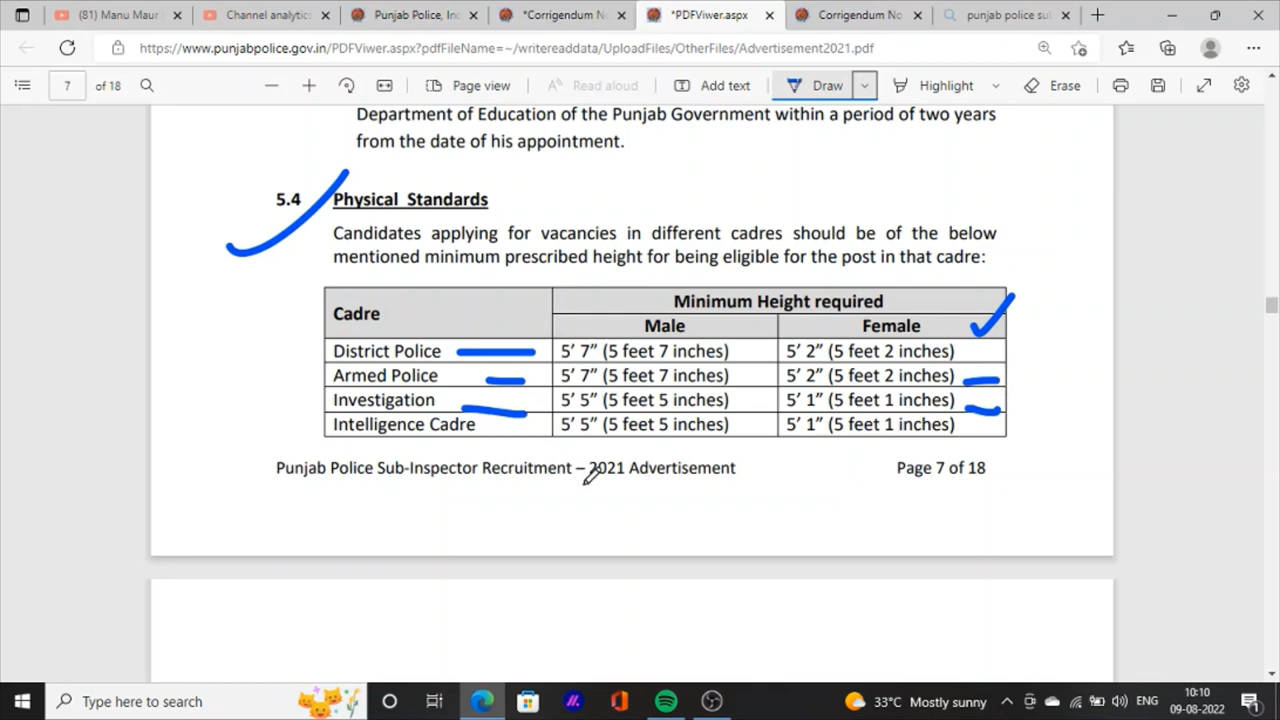 (81) Manu Maur
Channel analytics
Punjab Police, In
*Corrigendum No
*PDFViwer.aspx
Corrigendum No
punjab police su
https://www.punjabpolice.gov.in/PDFViwer.aspx?pdfFileName=~/writereaddata/UploadFiles/OtherFiles/Advertisement2021.pdf
7 of 18
Page view
Read aloud
Add text
Draw
Highlight
Erase
Department of Education of the Punjab Government within a period of two years
from the date of his appointment.
5.4 Physical Standards
Candidates applying for vacancies in different cadres should be of the below
mentioned minimum prescribed height for being eligible for the post in that cadre:
Cadre Minimum Height required
Male Female
District Police 5’ 7” (5 feet 7 inches) 5’ 2” (5 feet 2 inches)
Armed Police 5’ 7” (5 feet 7 inches) 5’ 2” (5 feet 2 inches)
Investigation 5’ 5” (5 feet 5 inches) 5’ 1” (5 feet 1 inches)
Intelligence Cadre 5’ 5” (5 feet 5 inches) 5’ 1” (5 feet 1 inches)
Punjab Police Sub-Inspector Recruitment – 2021 Advertisement Page 7 of 18
Type here to search
33°C Mostly sunny
ENG
10:10
09-08-2022
1